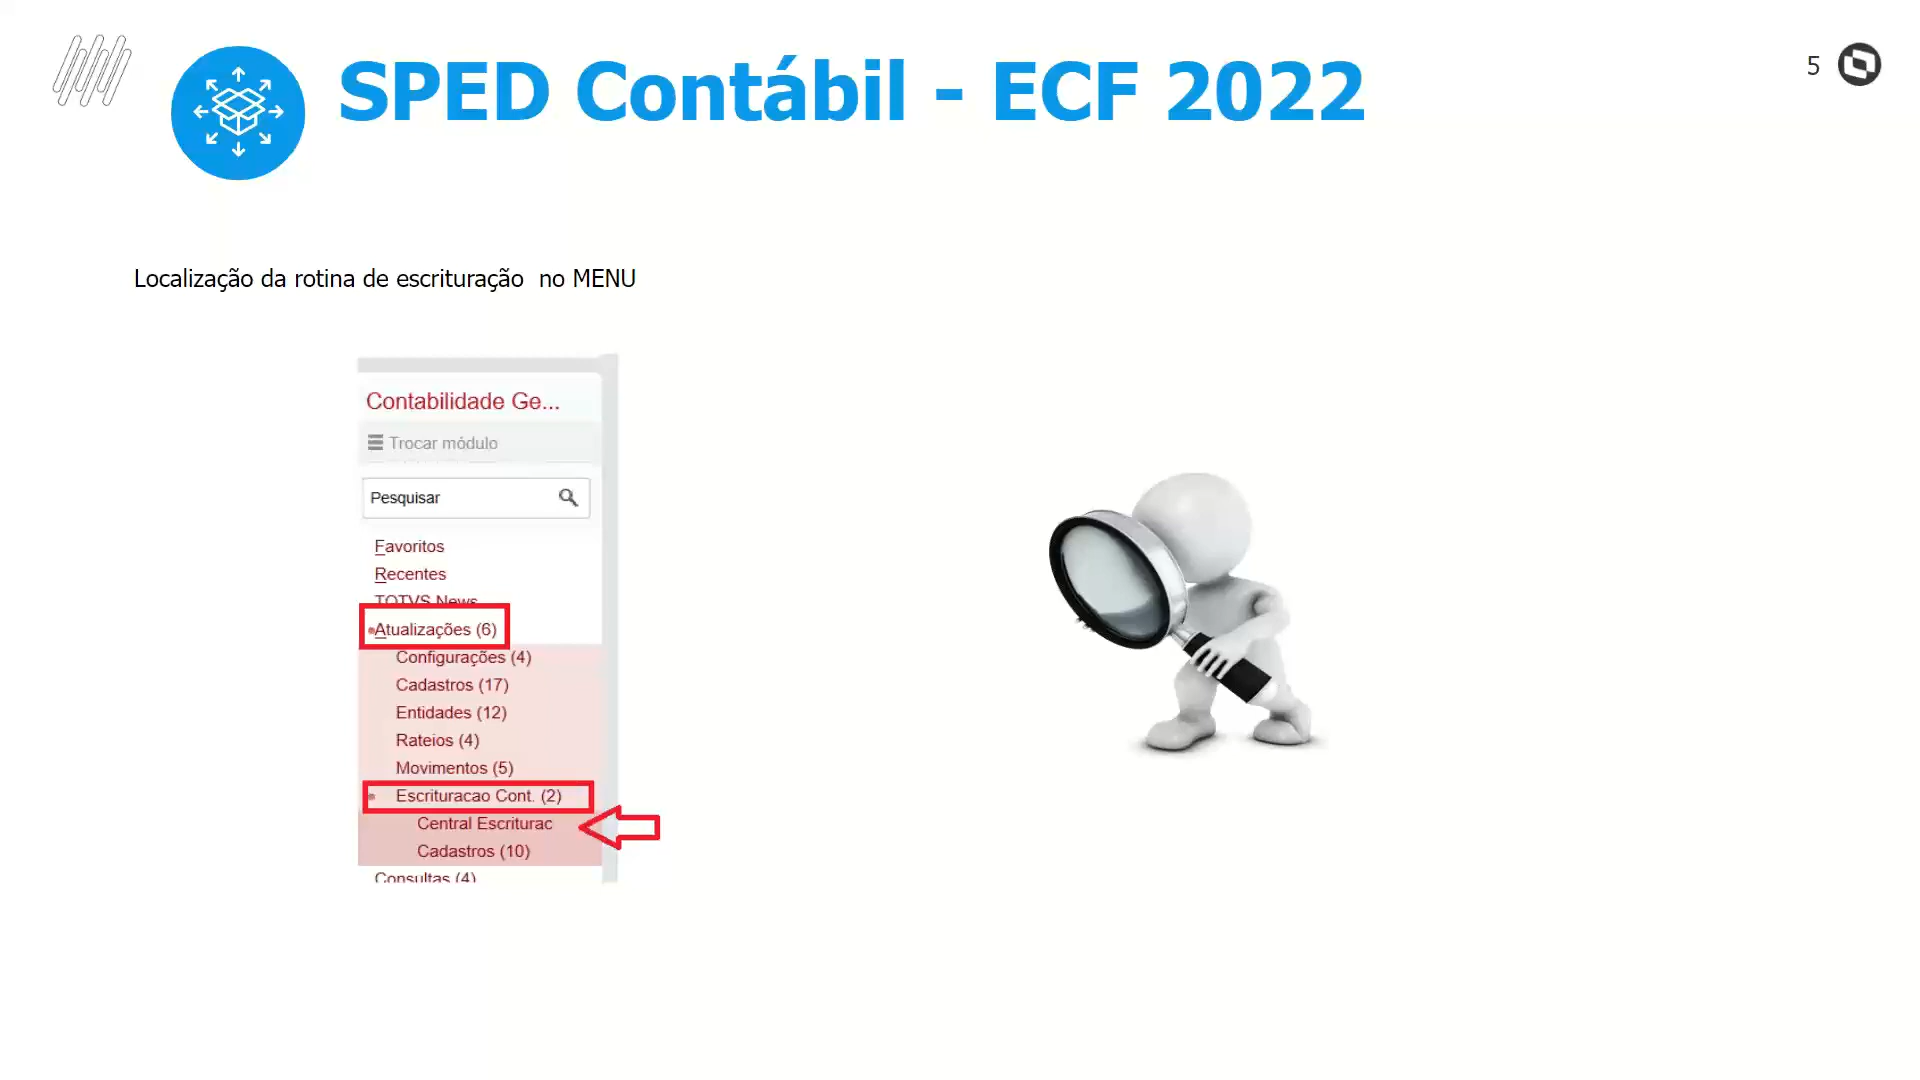 SPED Contábil - ECF 2022
5
Localização da rotina de escrituração no MENU
Contabilidade Ge...
Trocar módulo
Pesquisar
Favoritos
Recentes
TOTVS News
Atualizações (6)
Configurações (4)
Cadastros (17)
Entidades (12)
Rateios (4)
Movimentos (5)
Escrituracao Cont. (2)
Central Escriturac
Cadastros (10)
Consultas (4)